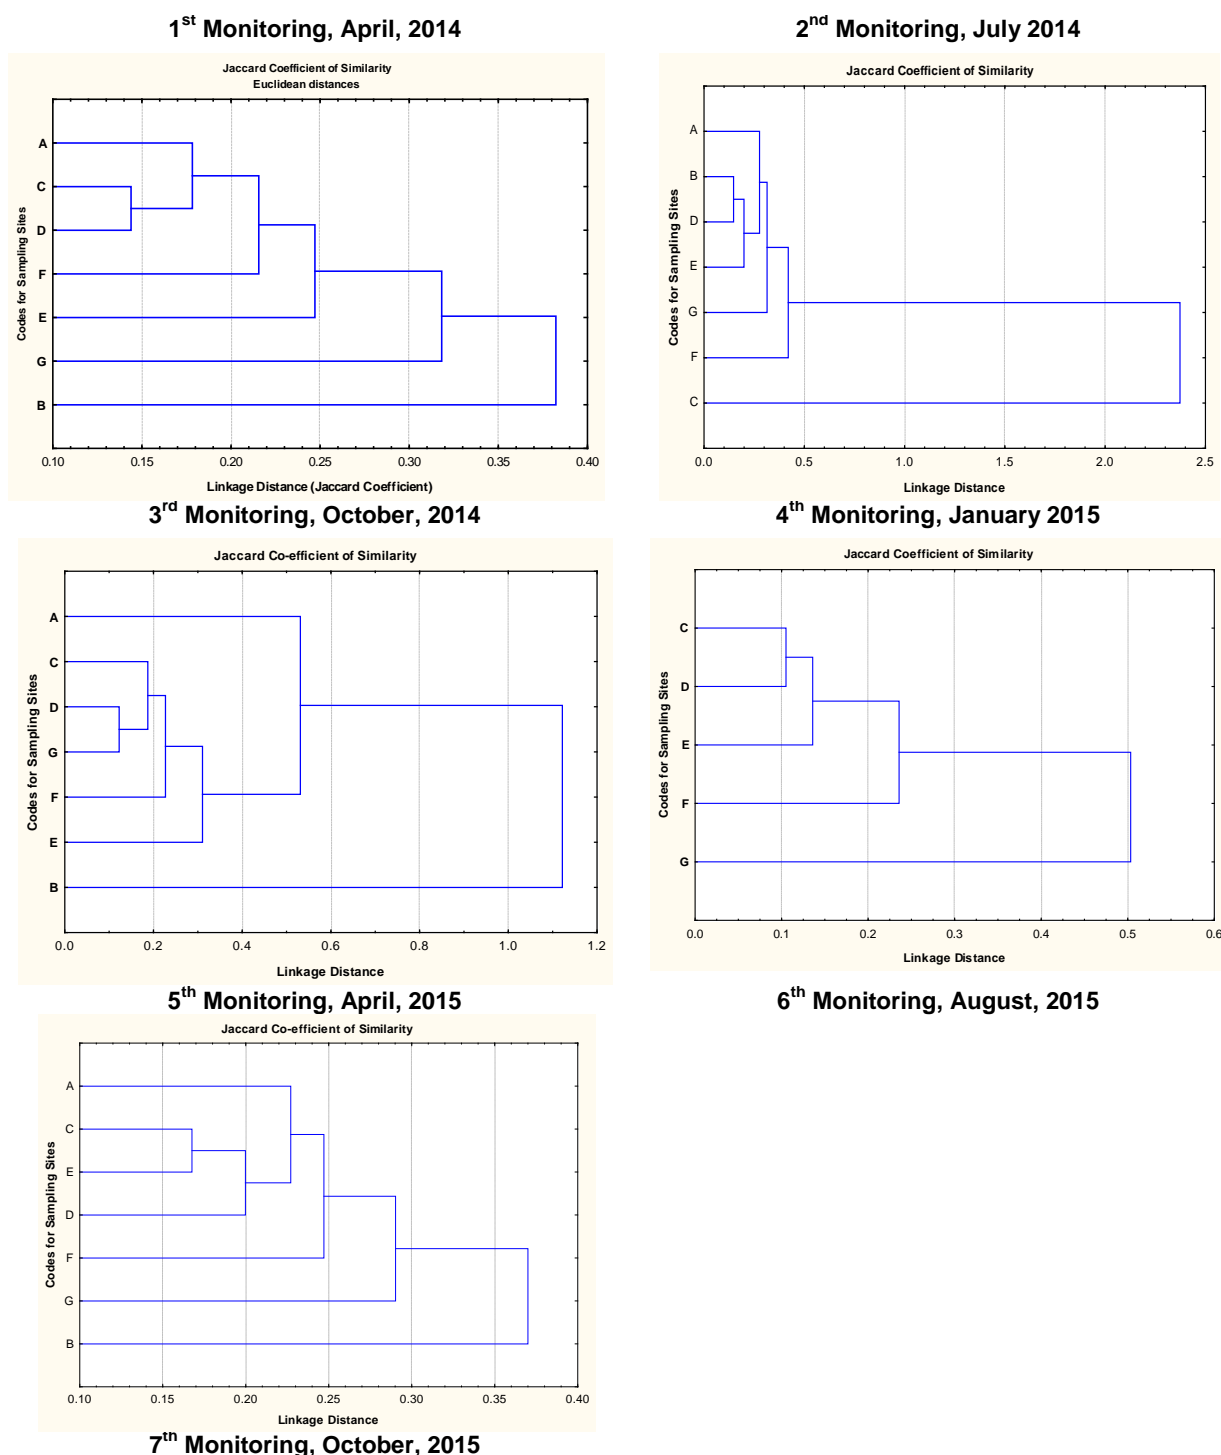 1st Monitoring, April, 2014
Jaccard Coefficient of Similarity
Euclidean distances
Codes for Sampling Sites
A
C
D
F
E
G
B
0.10 0.15 0.20 0.25 0.30 0.35 0.40
Linkage Distance (Jaccard Coefficient)
2nd Monitoring, July 2014
Jaccard Coefficient of Similarity
Codes for Sampling Sites
A
B
D
E
G
F
C
0.0 0.5 1.0 1.5 2.0 2.5
Linkage Distance
3rd Monitoring, October, 2014
Jaccard Co-efficient of Similarity
Codes for Sampling Sites
A
C
D
G
F
E
B
0.0 0.2 0.4 0.6 0.8 1.0 1.2
Linkage Distance
4th Monitoring, January 2015
Jaccard Coefficient of Similarity
Codes for Sampling Sites
C
D
E
F
G
0.0 0.1 0.2 0.3 0.4 0.5 0.6
Linkage Distance
5th Monitoring, April, 2015
Jaccard Co-efficient of Similarity
Codes for Sampling Sites
A
C
E
D
F
G
B
0.10 0.15 0.20 0.25 0.30 0.35 0.40
Linkage Distance
6th Monitoring, August, 2015
7th Monitoring, October, 2015